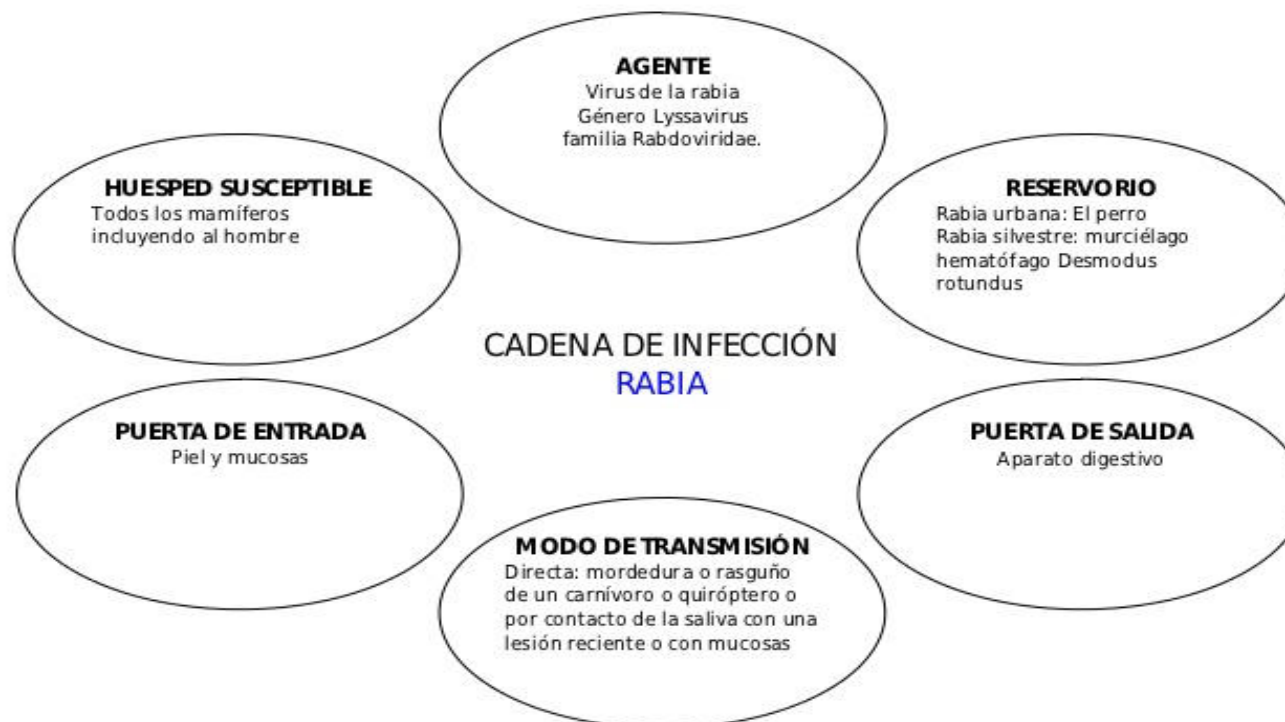 AGENTE
Virus de la rabia
Género Lyssavirus
familia Rabdoviridae.
HUESPED SUSCEPTIBLE
Todos los mamíferos
incluyendo al hombre
RESERVORIO
Rabia urbana: El perro
Rabia silvestre: murciélago
hematófago Desmodus
rotundus
CADENA DE INFECCIÓN
RABIA
PUERTA DE ENTRADA
Piel y mucosas
PUERTA DE SALIDA
Aparato digestivo
MODO DE TRANSMISIÓN
Directa: mordedura o rasguño
de un carnívoro o quiróptero o
por contacto de la saliva con una
lesión reciente o con mucosas